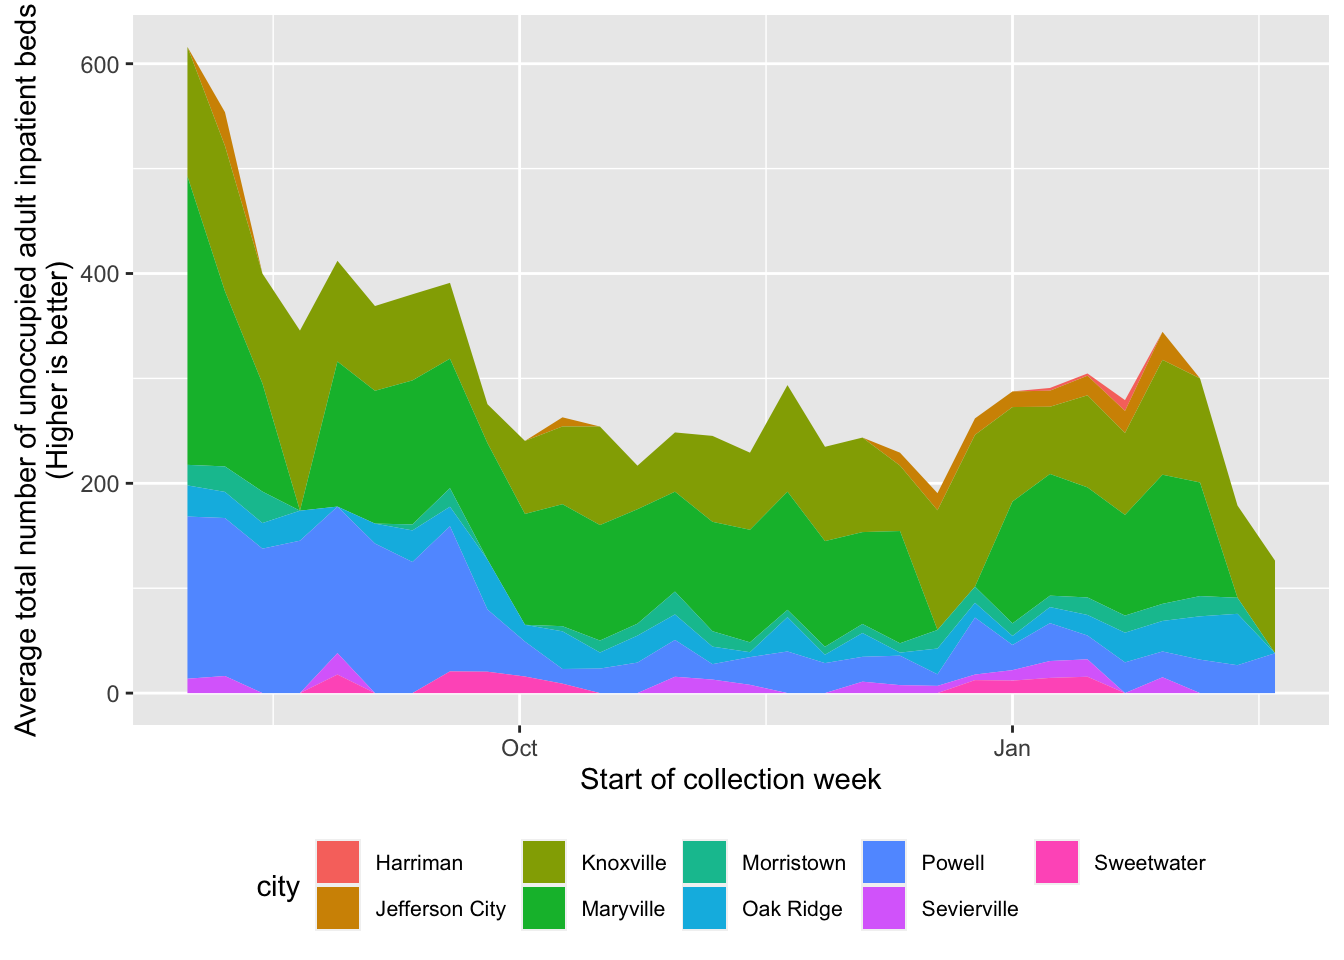 Average total number of unoccupied adult inpatient beds
(Higher is better)
600
400
200
0
Oct Jan
Start of collection week
city
Harriman Knoxville Morristown Powell Sweetwater
Jefferson City Maryville Oak Ridge Sevierville